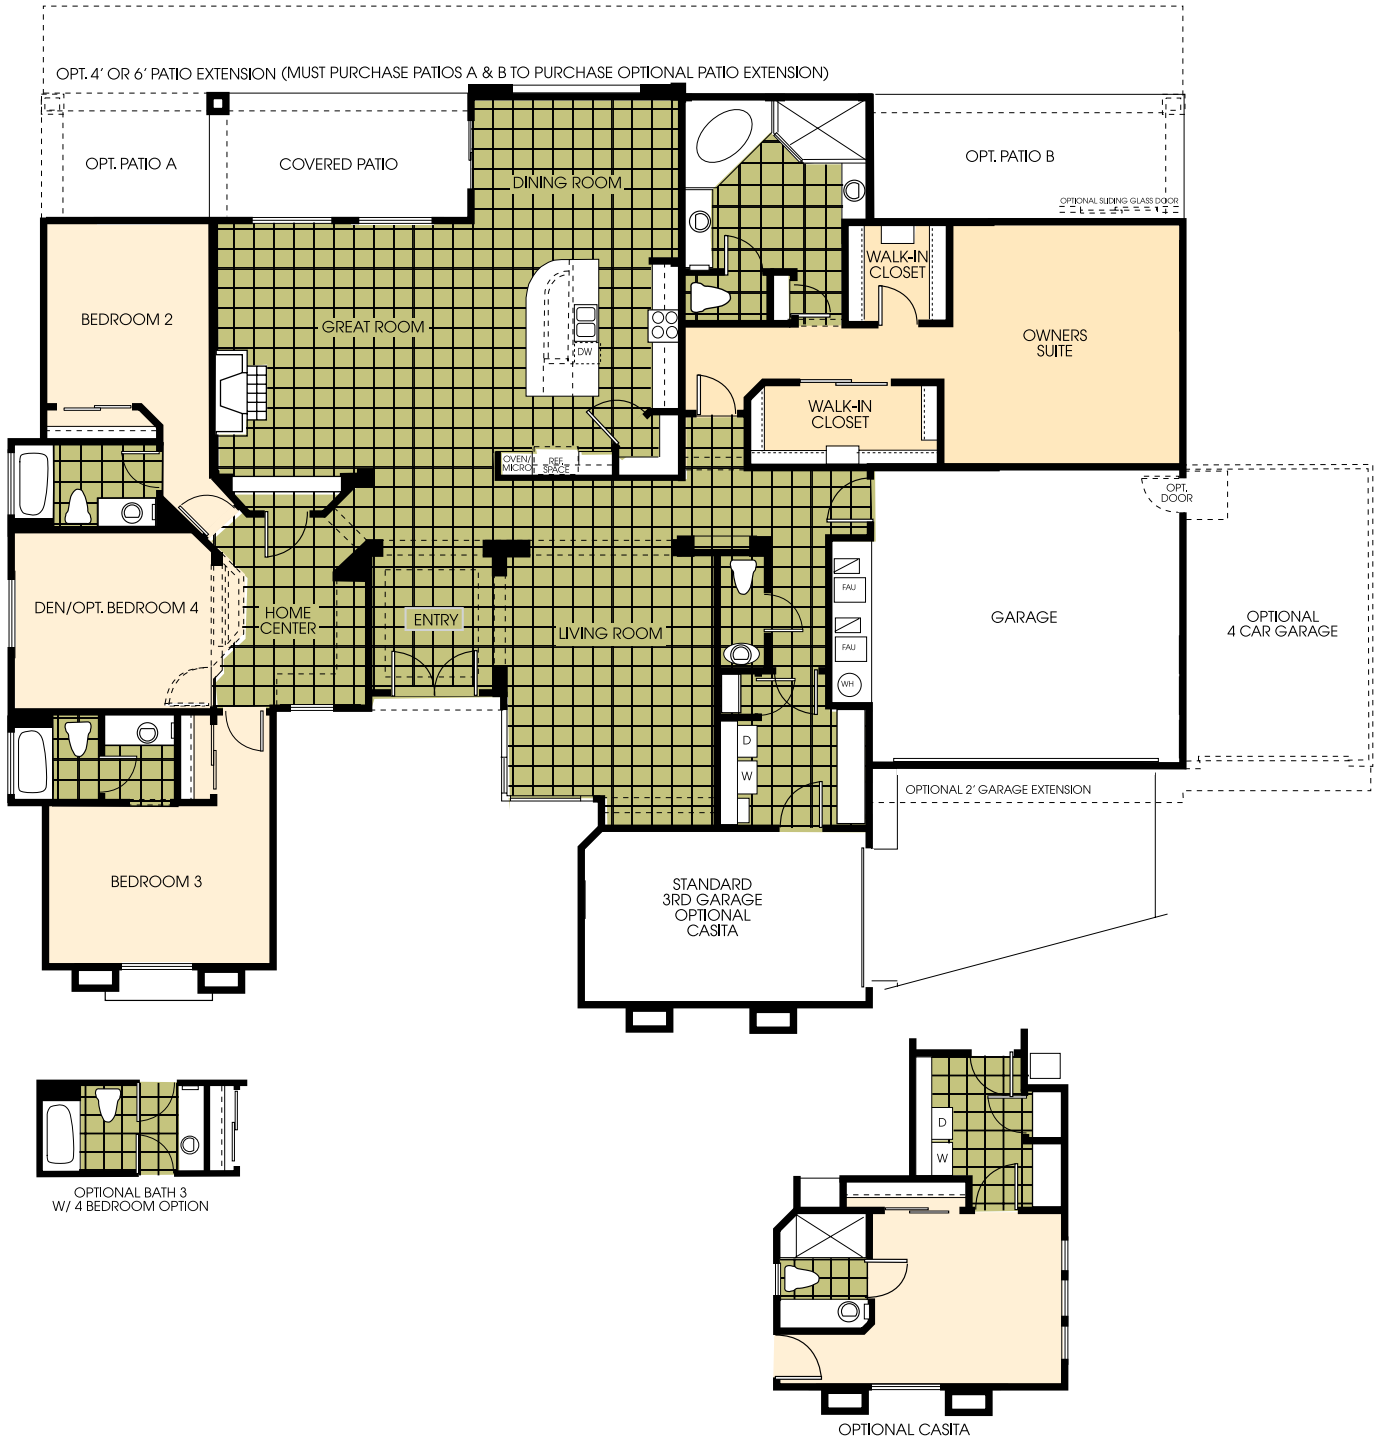 OPT. 4' OR 6' PATIO EXTENSION (MUST PURCHASE PATIOS A & B TO PURCHASE OPTIONAL PATIO EXTENSION)
OPT. PATIO A
COVERED PATIO
DINING ROOM
OPT. PATIO B
OPTIONAL SLIDING GLASS DOOR
WALK-IN
CLOSET
BEDROOM 2
GREAT ROOM
DW
OWNERS
SUITE
WALK-IN
CLOSET
OVEN/
MICRO
REF.
SPACE
OPT.
DOOR
DEN/OPT. BEDROOM 4
HOME
CENTER
ENTRY
LIVING ROOM
FAU
FAU
WH
GARAGE
OPTIONAL
4 CAR GARAGE
D
W
OPTIONAL 2' GARAGE EXTENSION
BEDROOM 3
STANDARD
3RD GARAGE
OPTIONAL
CASITA
OPTIONAL BATH 3
W/ 4 BEDROOM OPTION
D
W
OPTIONAL CASITA